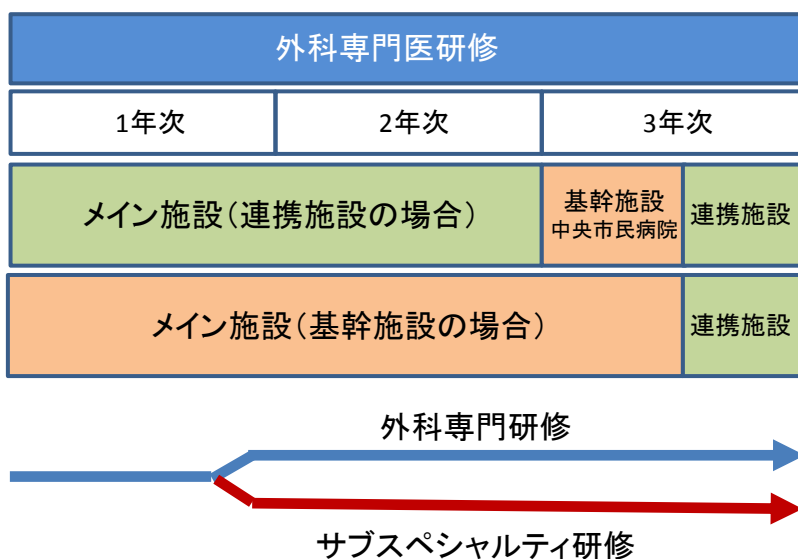 外科専門医研修
1年次 2年次 3年次
メイン施設(連携施設の場合)
基幹施設
中央市民病院
連携施設
メイン施設(基幹施設の場合)
連携施設
外科専門研修
サブスペシャルティ研修